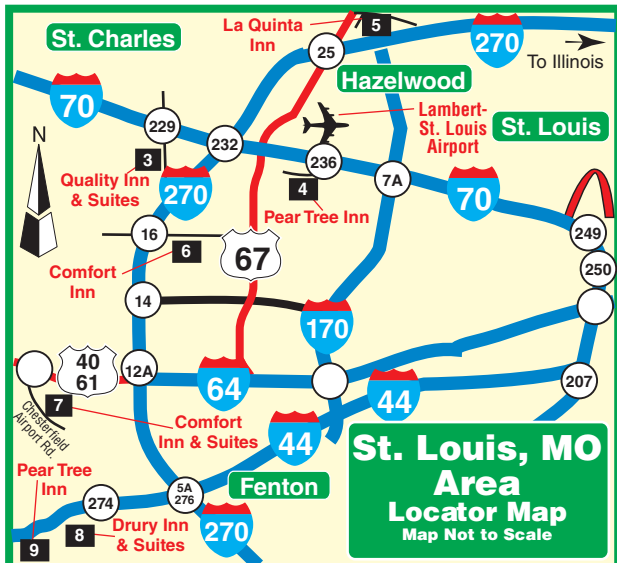 La Quinta
Inn
5
St. Charles
25
270
To Illinois
Hazelwood
70
Lambert-
St. Louis
Airport
St. Louis
229
232
N
3
236
Quality Inn
& Suites
270
4
7A
70
Pear Tree Inn
16
6
67
249
Comfort
Inn
250
14
170
40
61
12A
64
207
44
7
Chesterfield
Airport Rd.
Comfort
Inn & Suites
44
St. Louis, MO
Area
Locator Map
Map Not to Scale
Pear Tree
Inn
Fenton
5A
276
274
8
Drury Inn
& Suites
270
9